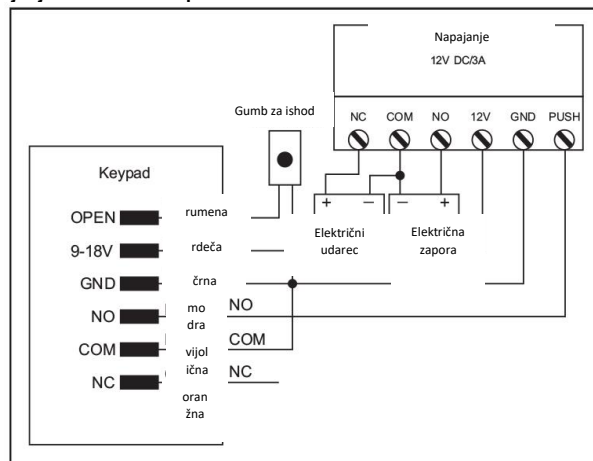 Napajanje
12V DC/3A
NC COM NO 12V GND PUSH
Gumb za ishod
Keypad
OPEN rumena
9-18V rdeča
GND črna
NO mo
dra NO
COM vijol
ična COM
NC oran
žna NC
+ − − +
Električni
udarec
Električna
zapora